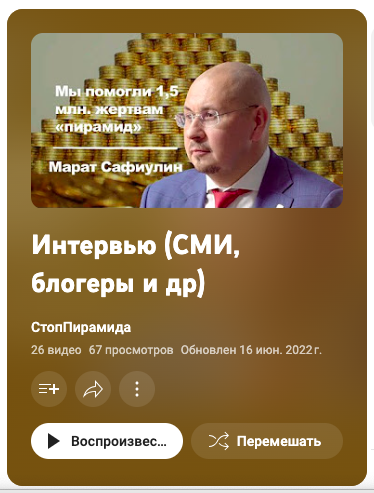 Мы помогли 1,5
млн. жертвам
«пирамид»
Марат Сафиулин
Интервью (СМИ,
блогеры и др)
СтопПирамида
26 видео 67 просмотров Обновлен 16 июн. 2022 г.
Воспроизвес…
Перемешать